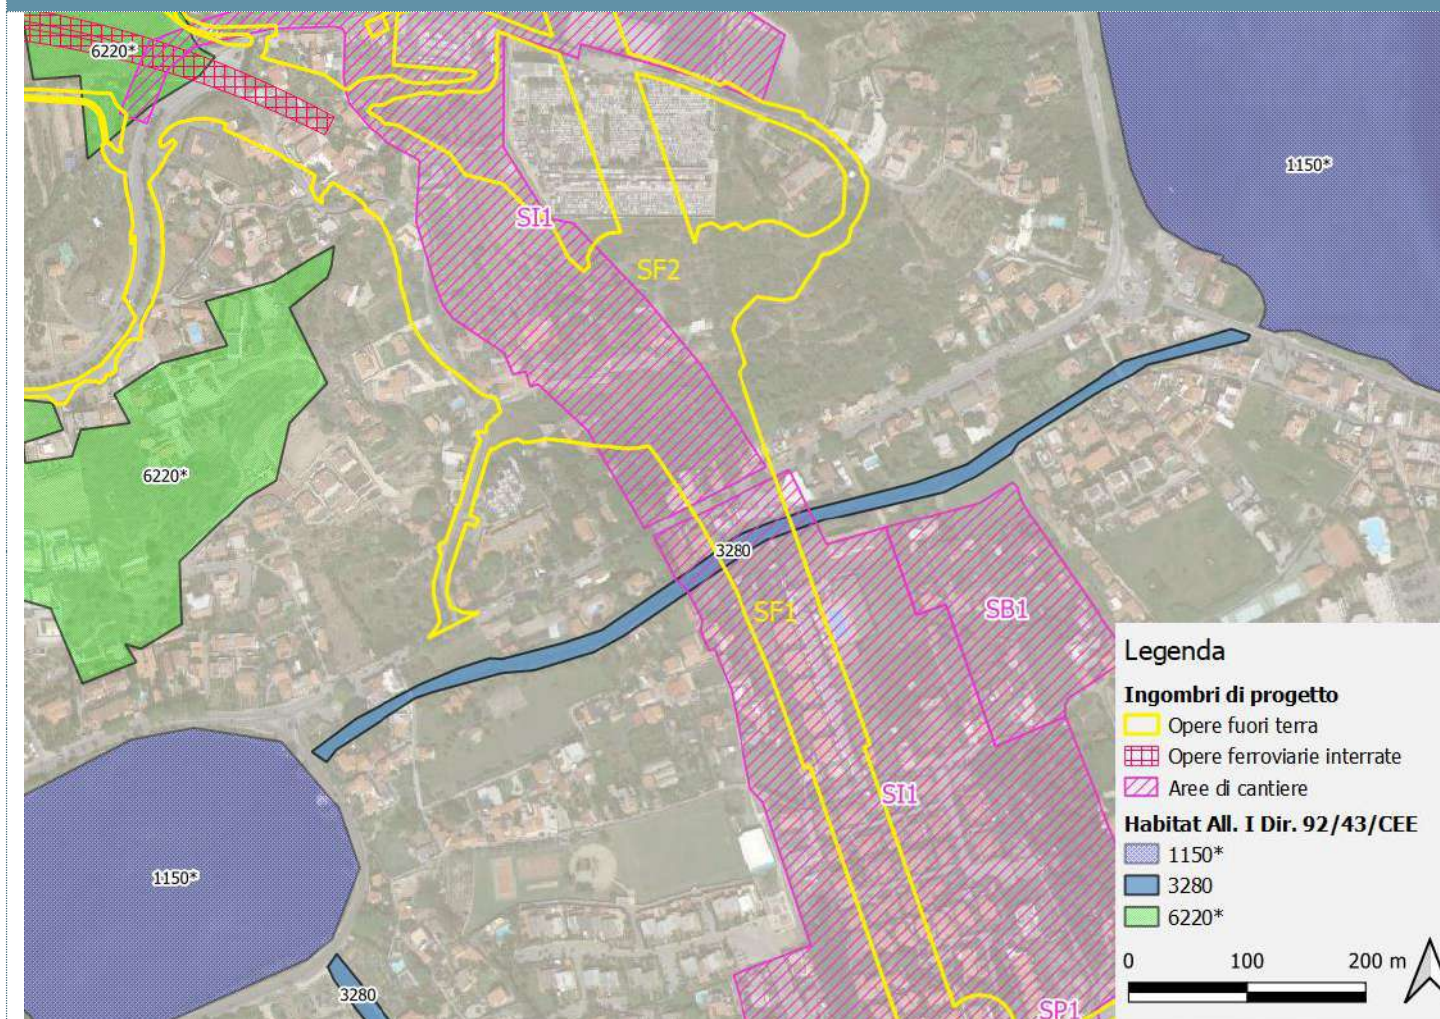 6220*
1150*
SI1
SF2
6220*
3280
SF1
SB1
SI1
1150*
3280
SP1
Legenda
Ingombri di progetto
Opere fuori terra
Opere ferroviarie interrate
Aree di cantiere
Habitat All. I Dir. 92/43/CEE
1150*
3280
6220*
0 100 200 m